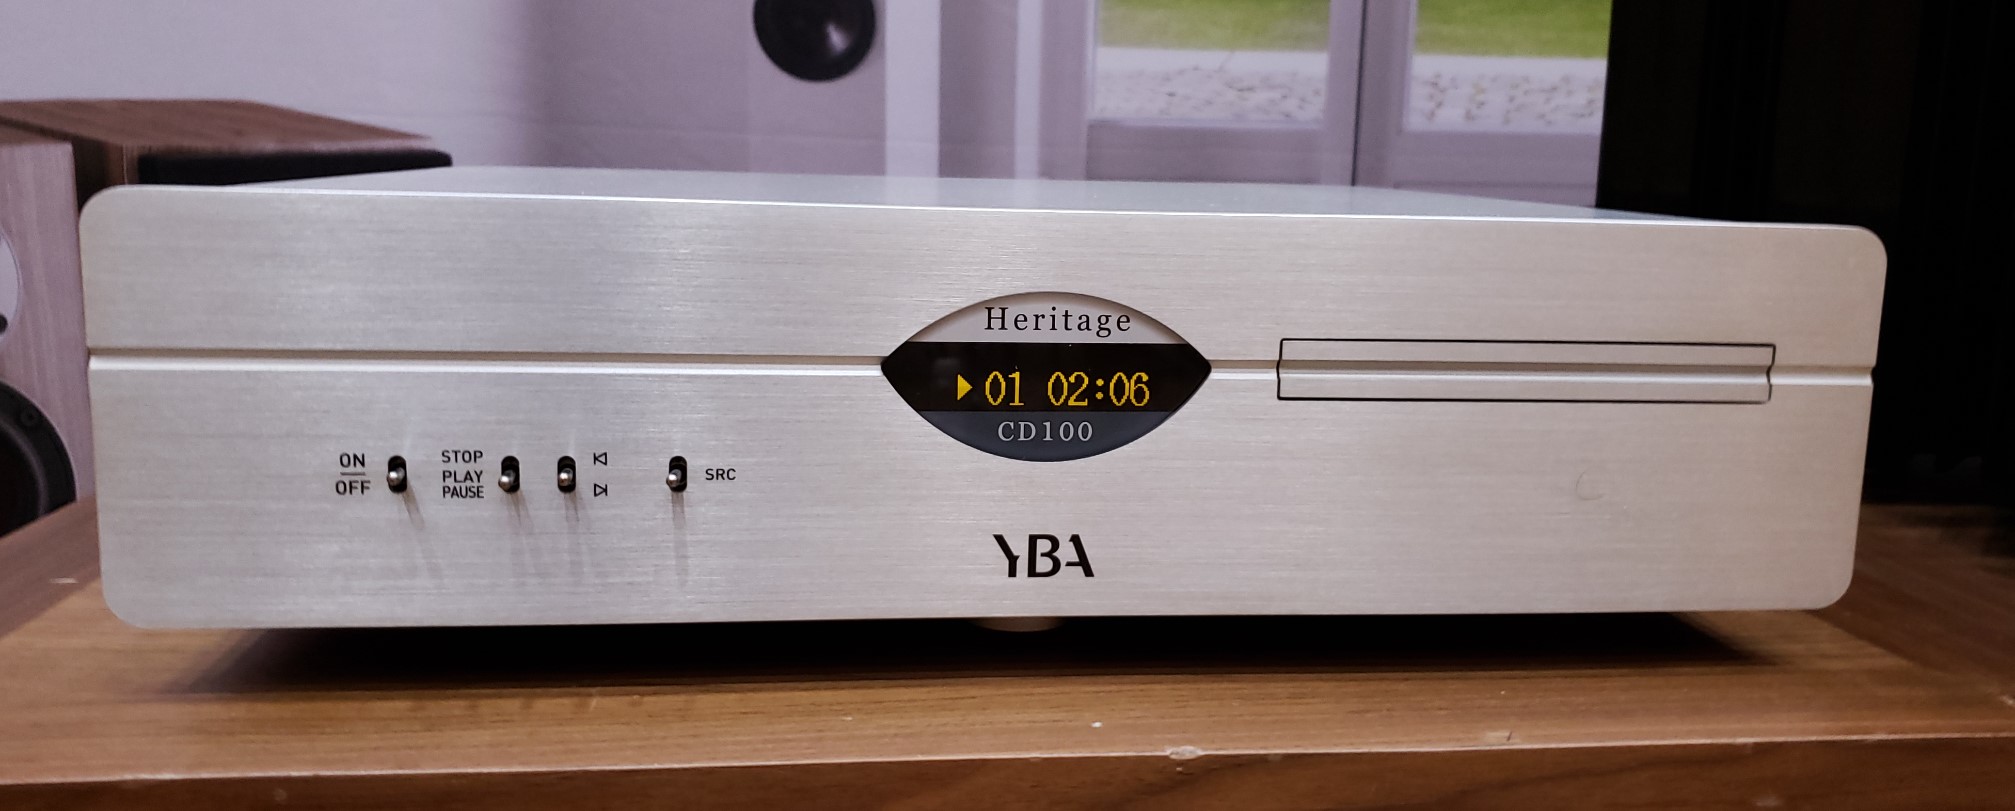 Heritage
01 02:06
CD100
ON
OFF
STOP
PLAY
PAUSE
SRC
YBA